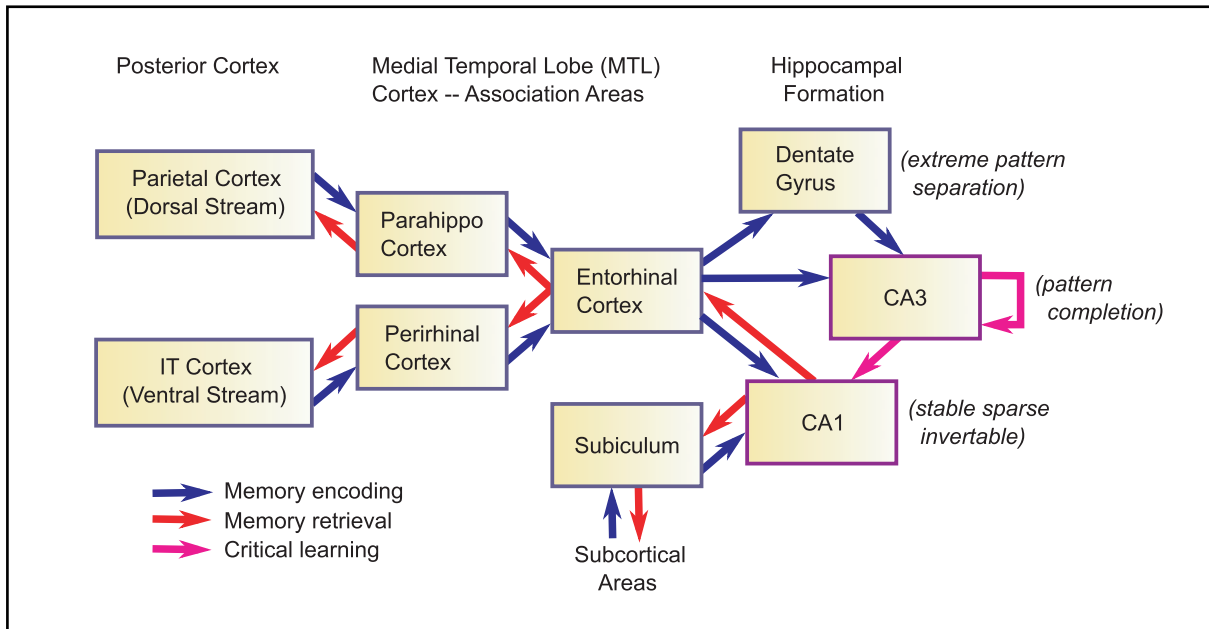 Posterior Cortex
Medial Temporal Lobe (MTL)
Cortex -- Association Areas
Hippocampal
Formation
Parietal Cortex
(Dorsal Stream)
Parahippo
Cortex
Entorhinal
Cortex
Dentate
Gyrus
(extreme pattern
separation)
CA3
(pattern
completion)
IT Cortex
(Ventral Stream)
Perirhinal
Cortex
Subiculum
CA1
(stable sparse
invertable)
Subcortical
Areas
Memory encoding
Memory retrieval
Critical learning